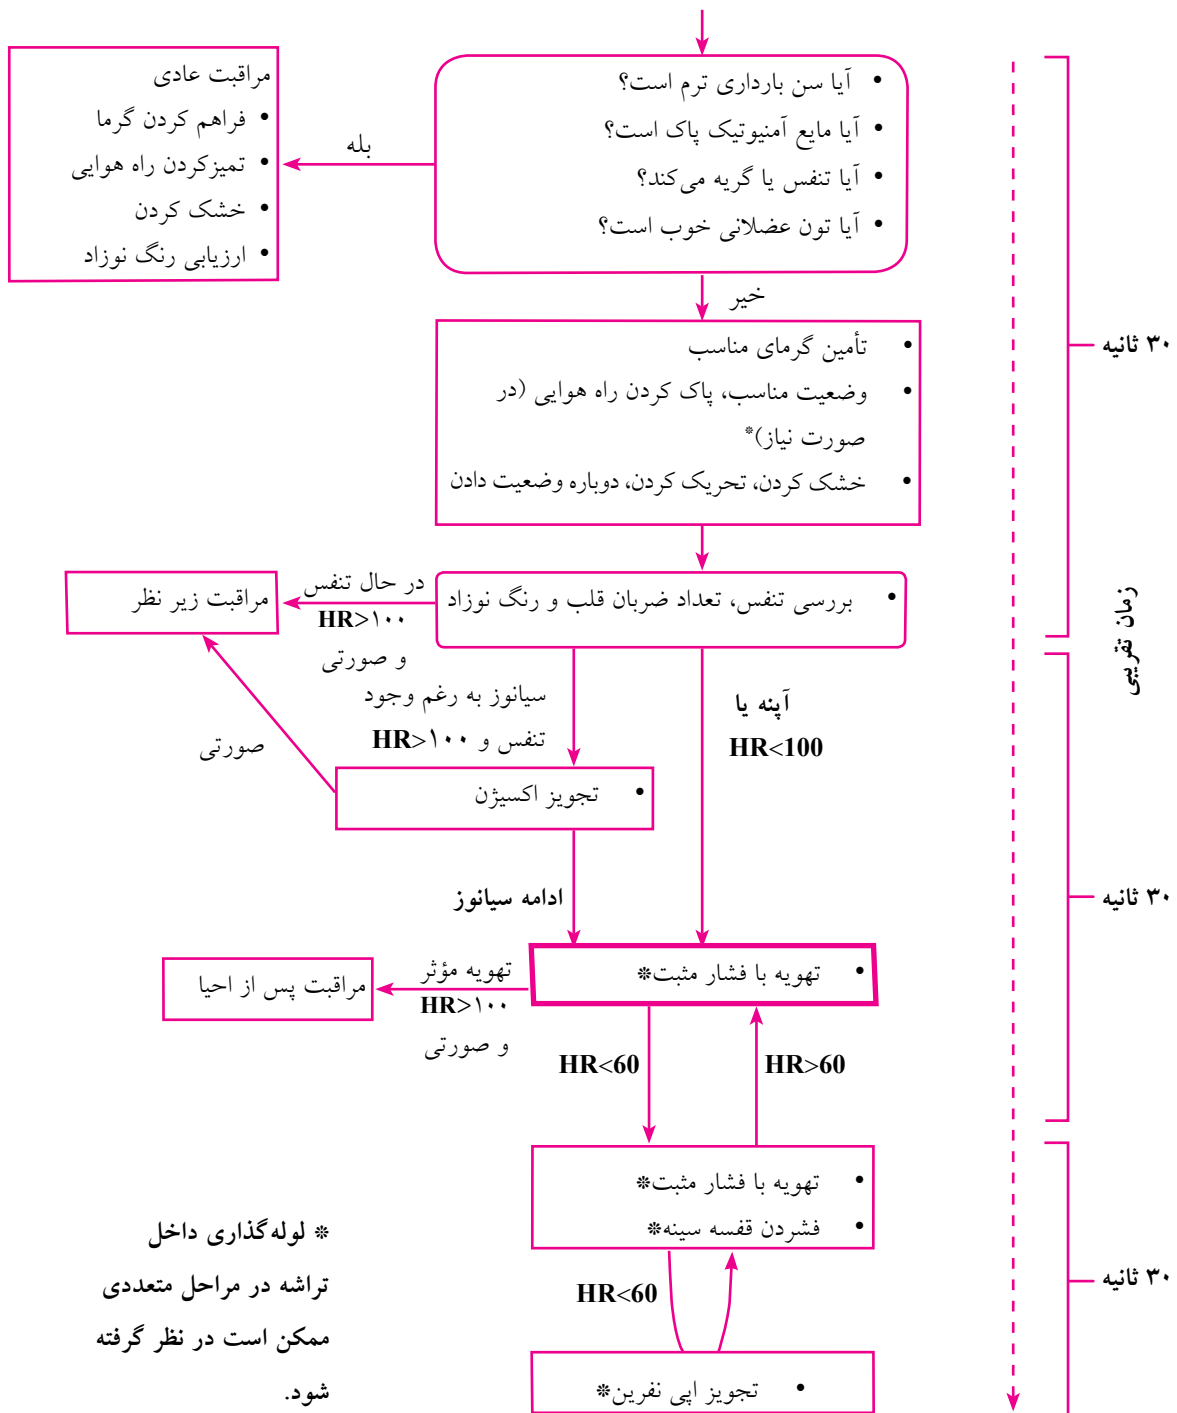 • آیا سن بارداری ترم است؟
• آیا مایع آمنیوتیک پاک است؟
• آیا تنفس یا گریه می‌کند؟
• آیا تون عضلانی خوب است؟
بله
مراقبت عادی
• فراهم کردن گرما
• تمیزکردن راه هوایی
• خشک کردن
• ارزیابی رنگ نوزاد
خیر
• تأمین گرمای مناسب
• وضعیت مناسب، پاک کردن راه هوایی (در
صورت نیاز)*
• خشک کردن، تحریک کردن، دوباره وضعیت دادن
۳۰ ثانیه
• بررسی تنفس، تعداد ضربان قلب و رنگ نوزاد
در حال تنفس
HR>۱۰۰
و صورتی
مراقبت زیر نظر
زمان تقریبی
سیانوز به رغم وجود
تنفس و HR>۱۰۰
آپنه یا
HR<100
صورتی
• تجویز اکسیژن
ادامه سیانوز
۳۰ ثانیه
• تهویه با فشار مثبت*
تهویه مؤثر
HR>۱۰۰
و صورتی
مراقبت پس از احیا
HR<60
HR>60
• تهویه با فشار مثبت*
• فشردن قفسه سینه*
HR<60
۳۰ ثانیه
• تجویز اپی نفرین*
* لوله‌گذاری داخل
تراشه در مراحل متعددی
ممکن است در نظر گرفته
شود.